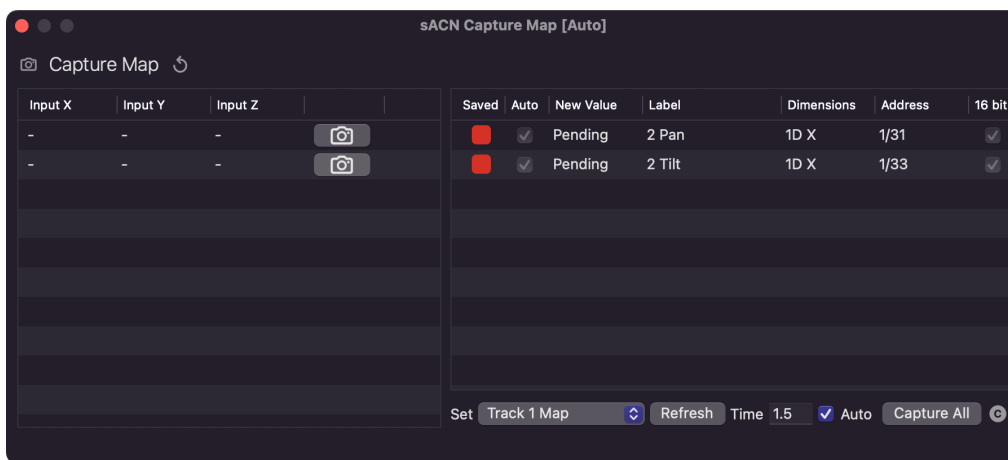 sACN Capture Map [Auto]
Capture Map
Input X Input Y Input Z
- - -
- - -
Saved Auto New Value Label Dimensions Address 16 bit
Pending 2 Pan 1D X 1/31
Pending 2 Tilt 1D X 1/33
Set Track 1 Map Refresh Time 1.5 Auto Capture All C